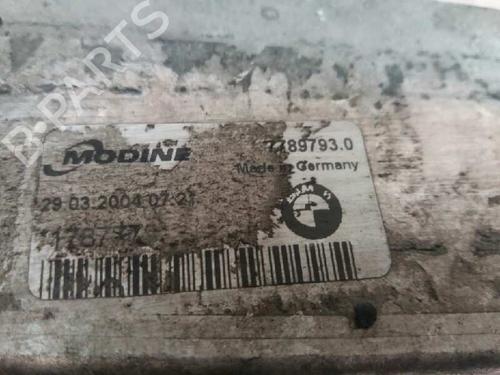 B-PARTS
MODINE
7789793.0
Made in Germany
29.03.2004 07:21
BMW